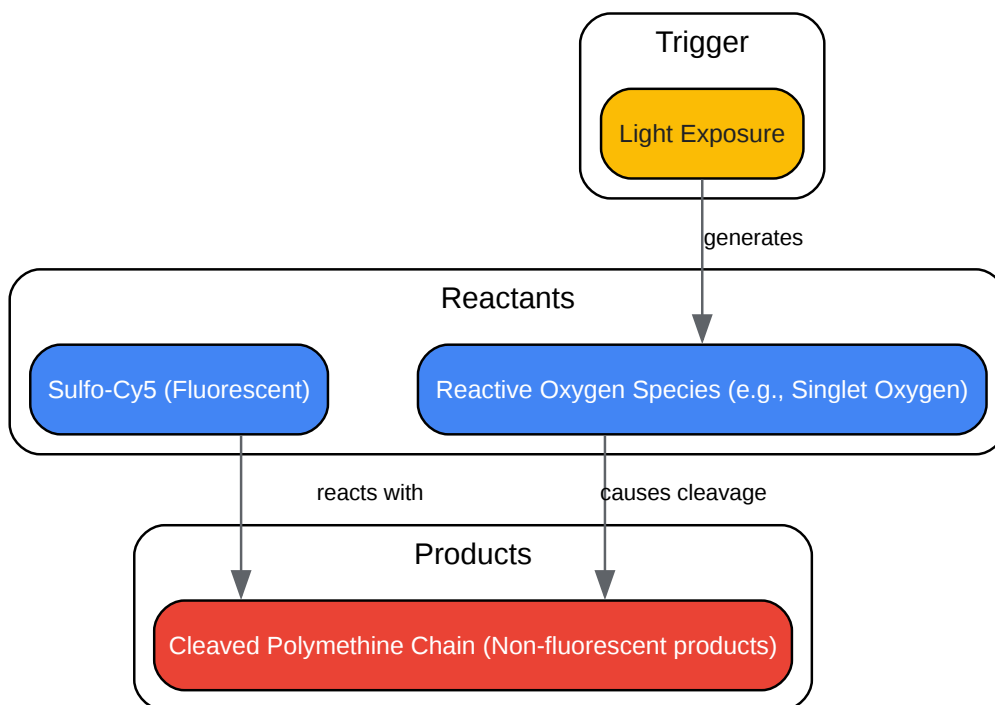 Trigger
Light Exposure
generates
Reactants
Sulfo-Cy5 (Fluorescent)
Reactive Oxygen Species (e.g., Singlet Oxygen)
reacts with
causes cleavage
Products
Cleaved Polymethine Chain (Non-fluorescent products)